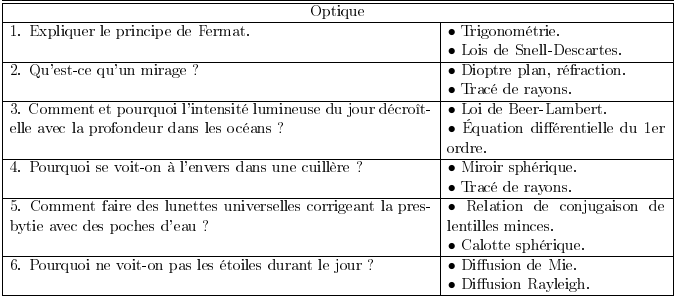 Optique
1. Expliquer le principe de Fermat.
• Trigonométrie.
• Lois de Snell-Descartes.
2. Qu'est-ce qu'un mirage ?
• Dioptre plan, réfraction.
• Tracé de rayons.
3. Comment et pourquoi l'intensité lumineuse du jour décroît-
elle avec la profondeur dans les océans ?
• Loi de Beer-Lambert.
• Équation différentielle du 1er
ordre.
4. Pourquoi se voit-on à l'envers dans une cuillère ?
• Miroir sphérique.
• Tracé de rayons.
5. Comment faire des lunettes universelles corrigeant la pres-
bytie avec des poches d'eau ?
• Relation de conjugaison de
lentilles minces.
• Calotte sphérique.
6. Pourquoi ne voit-on pas les étoiles durant le jour ?
• Diffusion de Mie.
• Diffusion Rayleigh.